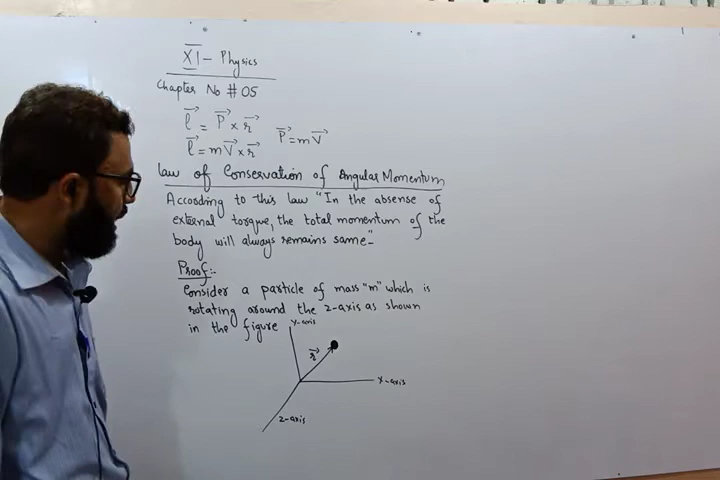 XI - Physics
Chapter No # 05
l⃗ = P⃗ × r⃗
P⃗ = mV⃗
l⃗ = mV⃗ × r⃗
Law of Conservation of Angular Momentum
According to this law "In the absense of
external torque, the total momentum of the
body will always remains same"
Proof:-
Consider a particle of mass "m" which is
rotating around the z-axis as shown
in the figure
Y-axis
r⃗
X-axis
z-axis